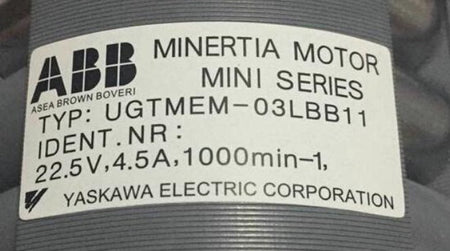 ABB MINERTIA MOTOR
MINI SERIES
ASEA BROWN BOVERI
TYP: UGTMEM-03LBB11
IDENT.NR:
22.5V,4.5A,1000min-1,
YASKAWA ELECTRIC CORPORATION